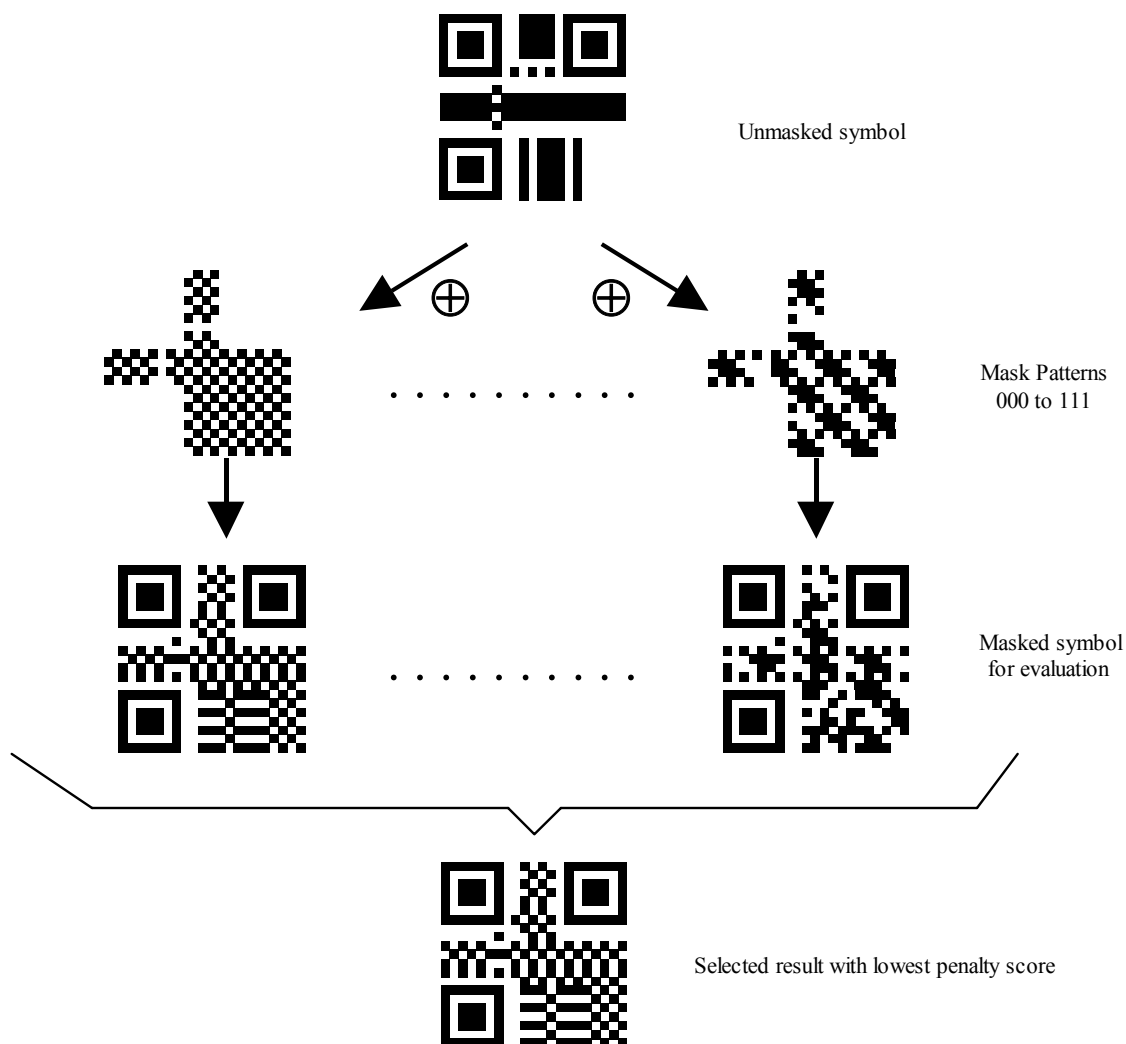 Unmasked symbol
Mask Patterns
000 to 111
Masked symbol
for evaluation
Selected result with lowest penalty score